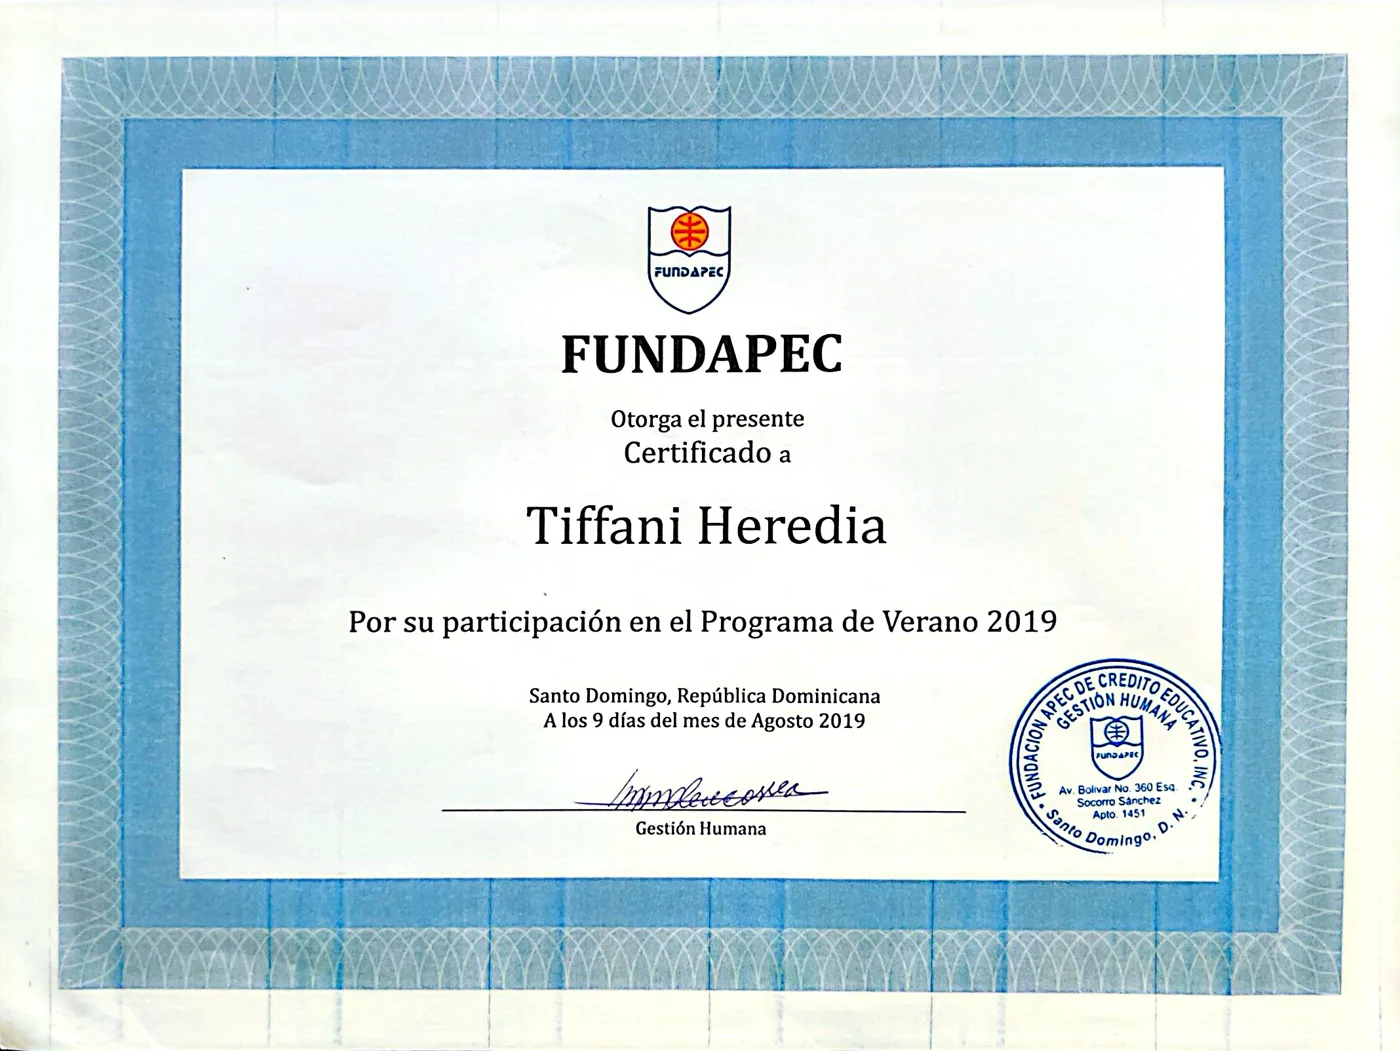 FUNDAPEC
FUNDAPEC
Otorga el presente
Certificado a
Tiffani Heredia
Por su participación en el Programa de Verano 2019
Santo Domingo, República Dominicana
A los 9 días del mes de Agosto 2019
Gestión Humana
FUNDACION APEC DE CREDITO EDUCATIVO, INC.
GESTIÓN HUMANA
FUNDAPEC
Av. Bolivar No. 360 Esq.
Socorro Sánchez
Apto. 1451
Santo Domingo, D. N.